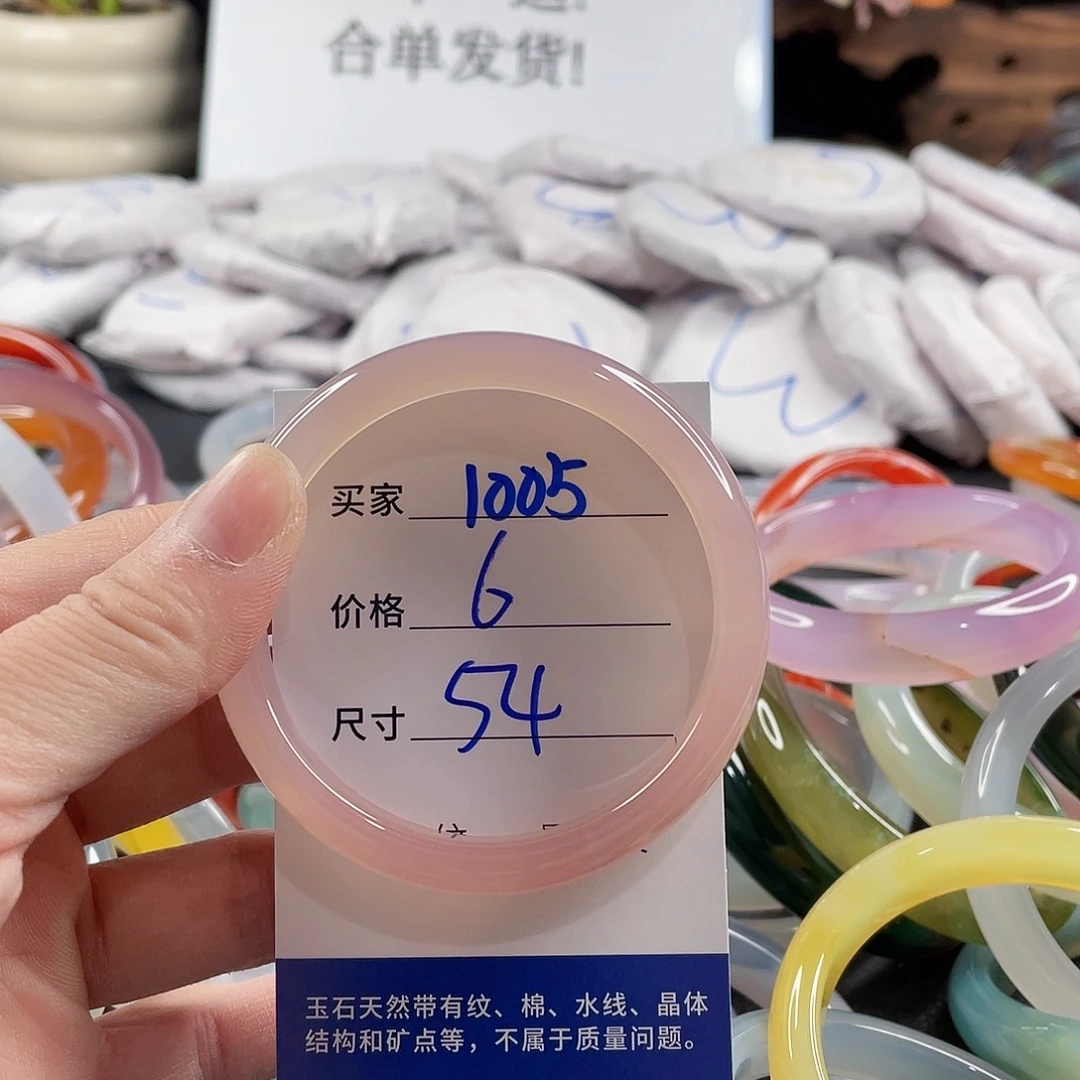 合单发货!
买家 1005
价格 6
尺寸 54
玉石天然带有纹、棉、水线、晶体
结构和矿点等，不属于质量问题。